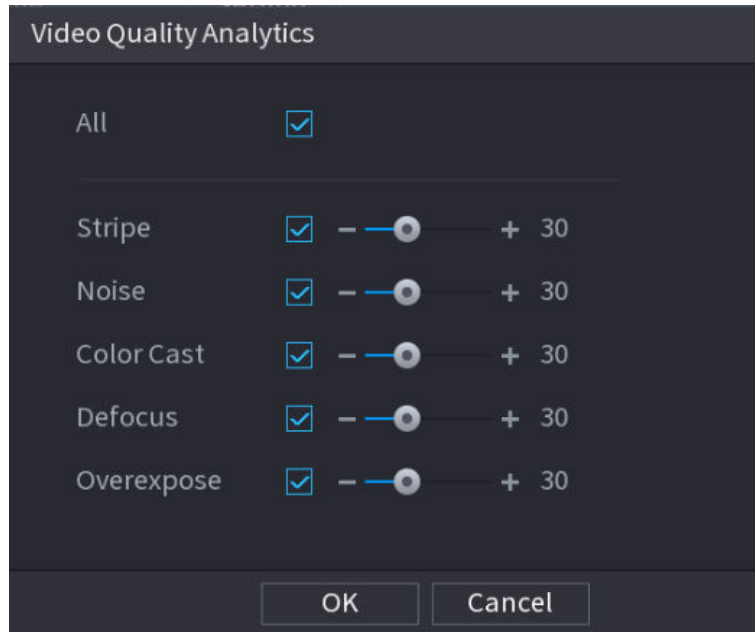 Video Quality Analytics
All
Stripe 30
Noise 30
Color Cast 30
Defocus 30
Overexpose 30
OK Cancel